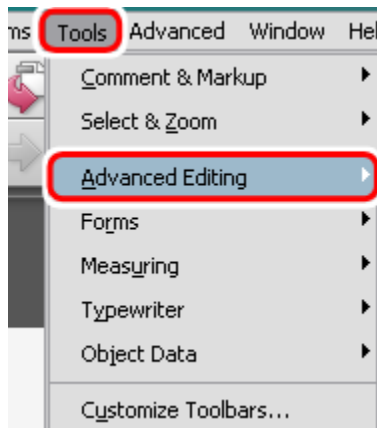 ms Tools Advanced Window Hel
Comment & Markup
Select & Zoom
Advanced Editing
Forms
Measuring
Typewriter
Object Data
Customize Toolbars...